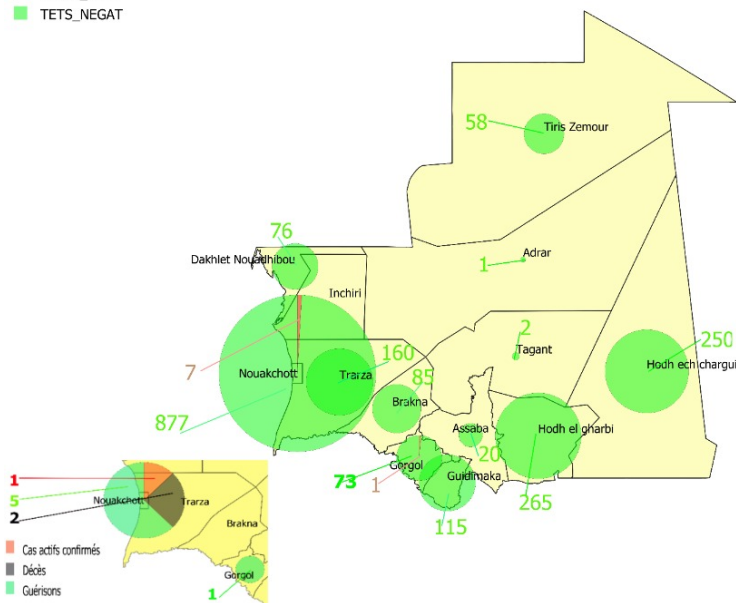 TETS_NEGAT
58
Tiris Zemour
76
Dakhlet Nouadhibou
1
Adrar
Inchiri
7
877
Nouakchott
160
Trarza
2
Tagant
250
Hodh ech chargui
85
Brakna
Assaba
20
Hodh el gharbi
265
73
Gorgol
1
Guidimaka
115
1
5
2
Nouakchott
Trarza
Brakna
Gorgol
1
Cas actifs confirmés
Décès
Guérisons